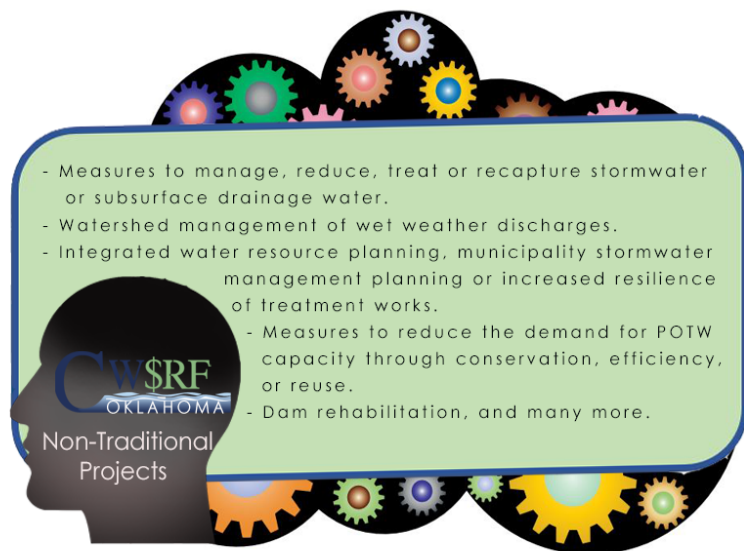 - Measures to manage, reduce, treat or recapture stormwater
or subsurface drainage water.
- Watershed management of wet weather discharges.
- Integrated water resource planning, municipality stormwater
management planning or increased resilience
of treatment works.
- Measures to reduce the demand for POTW
capacity through conservation, efficiency,
or reuse.
- Dam rehabilitation, and many more.
CW$RF
OKLAHOMA
Non-Traditional
Projects